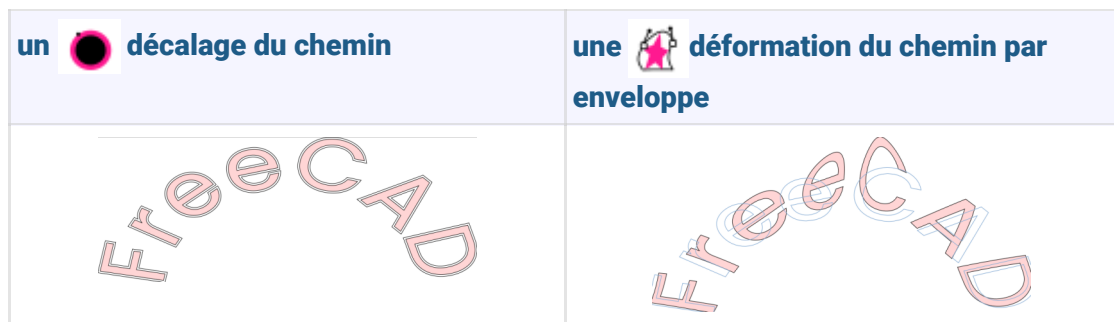 un décalage du chemin
une déformation du chemin par
enveloppe
FreeCAD
FreeCAD